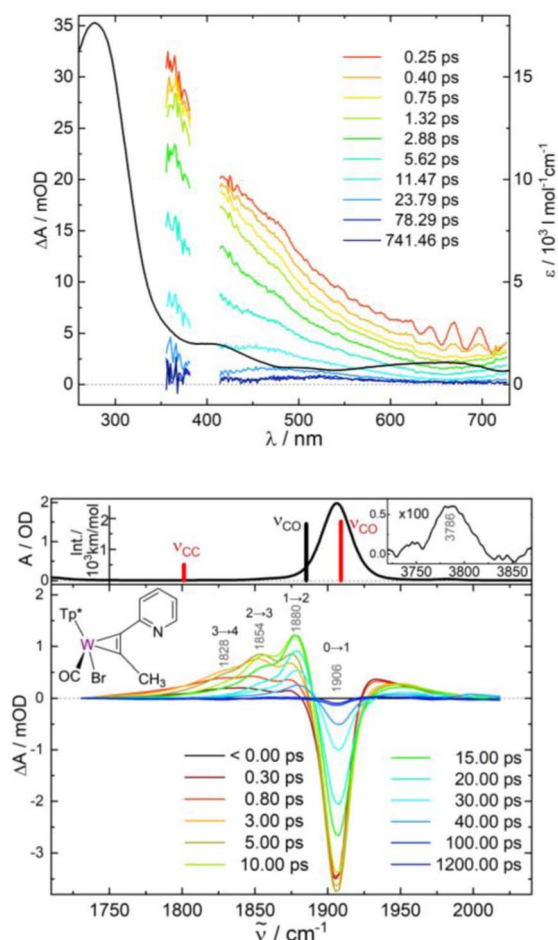 0.25 ps
0.40 ps
0.75 ps
1.32 ps
2.88 ps
5.62 ps
11.47 ps
23.79 ps
78.29 ps
741.46 ps
35
30
25
20
15
10
5
0
ΔA / mOD
15
10
5
0
ε / 10³ l mol⁻¹cm⁻¹
300 400 500 600 700
λ / nm
A / OD
2
1
0
Int./
10³km/mol
2
1
0
ν_CC
ν_CO
ν_CO
x100
0.5
0.0
3786
3720 3780 3840
Tp*
W
N
OC
Br
CH₃
3→4
2→3
1→2
0→1
1828
1854
1880
1906
ΔA / mOD
1
0
-1
-2
-3
< 0.00 ps
0.30 ps
0.80 ps
3.00 ps
5.00 ps
10.00 ps
15.00 ps
20.00 ps
30.00 ps
40.00 ps
100.00 ps
1200.00 ps
1750 1800 1850 1900 1950 2000
ν̃ / cm⁻¹